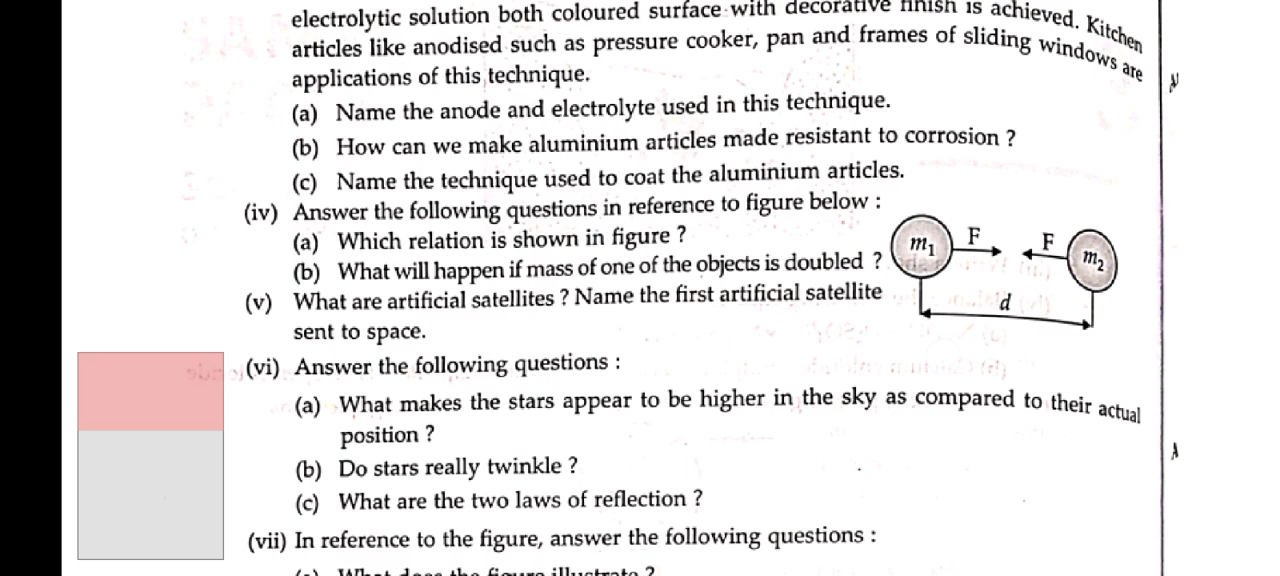 electrolytic solution both coloured surface with decorative finish is achieved. Kitchen
articles like anodised such as pressure cooker, pan and frames of sliding windows are
applications of this technique.
(a) Name the anode and electrolyte used in this technique.
(b) How can we make aluminium articles made resistant to corrosion ?
(c) Name the technique used to coat the aluminium articles.
(iv) Answer the following questions in reference to figure below :
(a) Which relation is shown in figure ?
(b) What will happen if mass of one of the objects is doubled ?
m₁ F F m₂
d
(v) What are artificial satellites ? Name the first artificial satellite
sent to space.
(vi) Answer the following questions :
(a) What makes the stars appear to be higher in the sky as compared to their actual
position ?
(b) Do stars really twinkle ?
(c) What are the two laws of reflection ?
(vii) In reference to the figure, answer the following questions :
(a) What does the figure illustrate ?